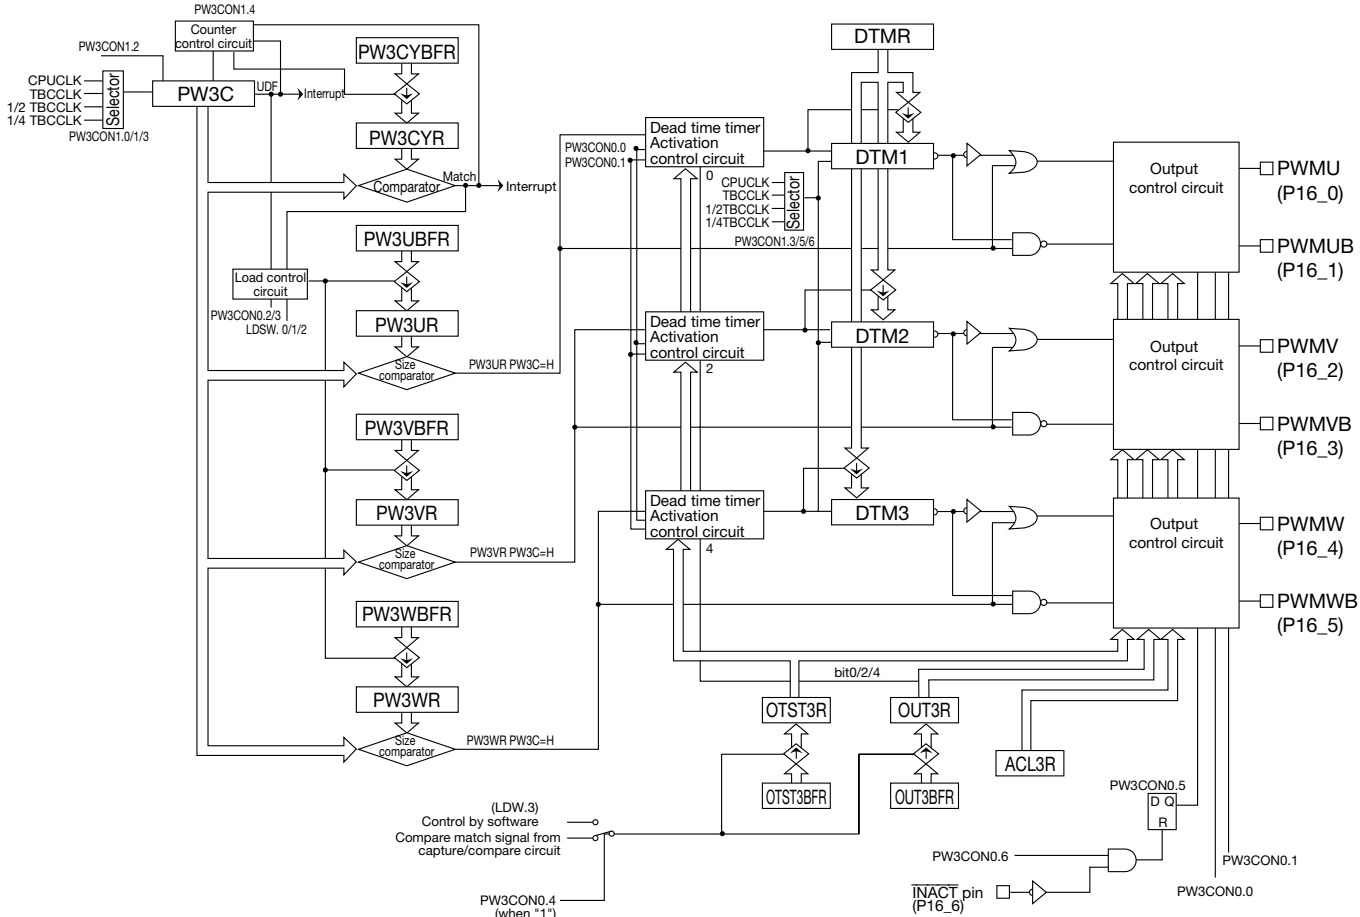 PW3CON1.4
Counter
control circuit
PW3CON1.2
CPUCLK
TBCCLK
1/2 TBCCLK
1/4 TBCCLK
Selector
PW3CON1.0/1/3
PW3C
UDF
Interrupt
PW3CYBFR
PW3CYR
Comparator
Match
Interrupt
PW3UBFR
Load control
circuit
PW3CON0.2/3
LDSW. 0/1/2
PW3UR
Size
comparator
PW3UR PW3C=H
PW3VBFR
PW3VR
Size
comparator
PW3VR PW3C=H
PW3WBFR
PW3WR
Size
comparator
PW3WR PW3C=H
PW3CON0.0
PW3CON0.1
Dead time timer
Activation
control circuit
0
CPUCLK
TBCCLK
1/2TBCCLK
1/4TBCCLK
Selector
PW3CON1.3/5/6
Dead time timer
Activation
control circuit
2
Dead time timer
Activation
control circuit
4
DTMR
DTM1
DTM2
DTM3
Output
control circuit
Output
control circuit
Output
control circuit
PWMU
(P16_0)
PWMUB
(P16_1)
PWMV
(P16_2)
PWMVB
(P16_3)
PWMW
(P16_4)
PWMWB
(P16_5)
bit0/2/4
OTST3R
OUT3R
OTST3BFR
OUT3BFR
ACL3R
(LDW.3)
Control by software
Compare match signal from
capture/compare circuit
PW3CON0.4
(when "1")
PW3CON0.5
D Q
R
PW3CON0.6
INACT pin
(P16_6)
PW3CON0.1
PW3CON0.0